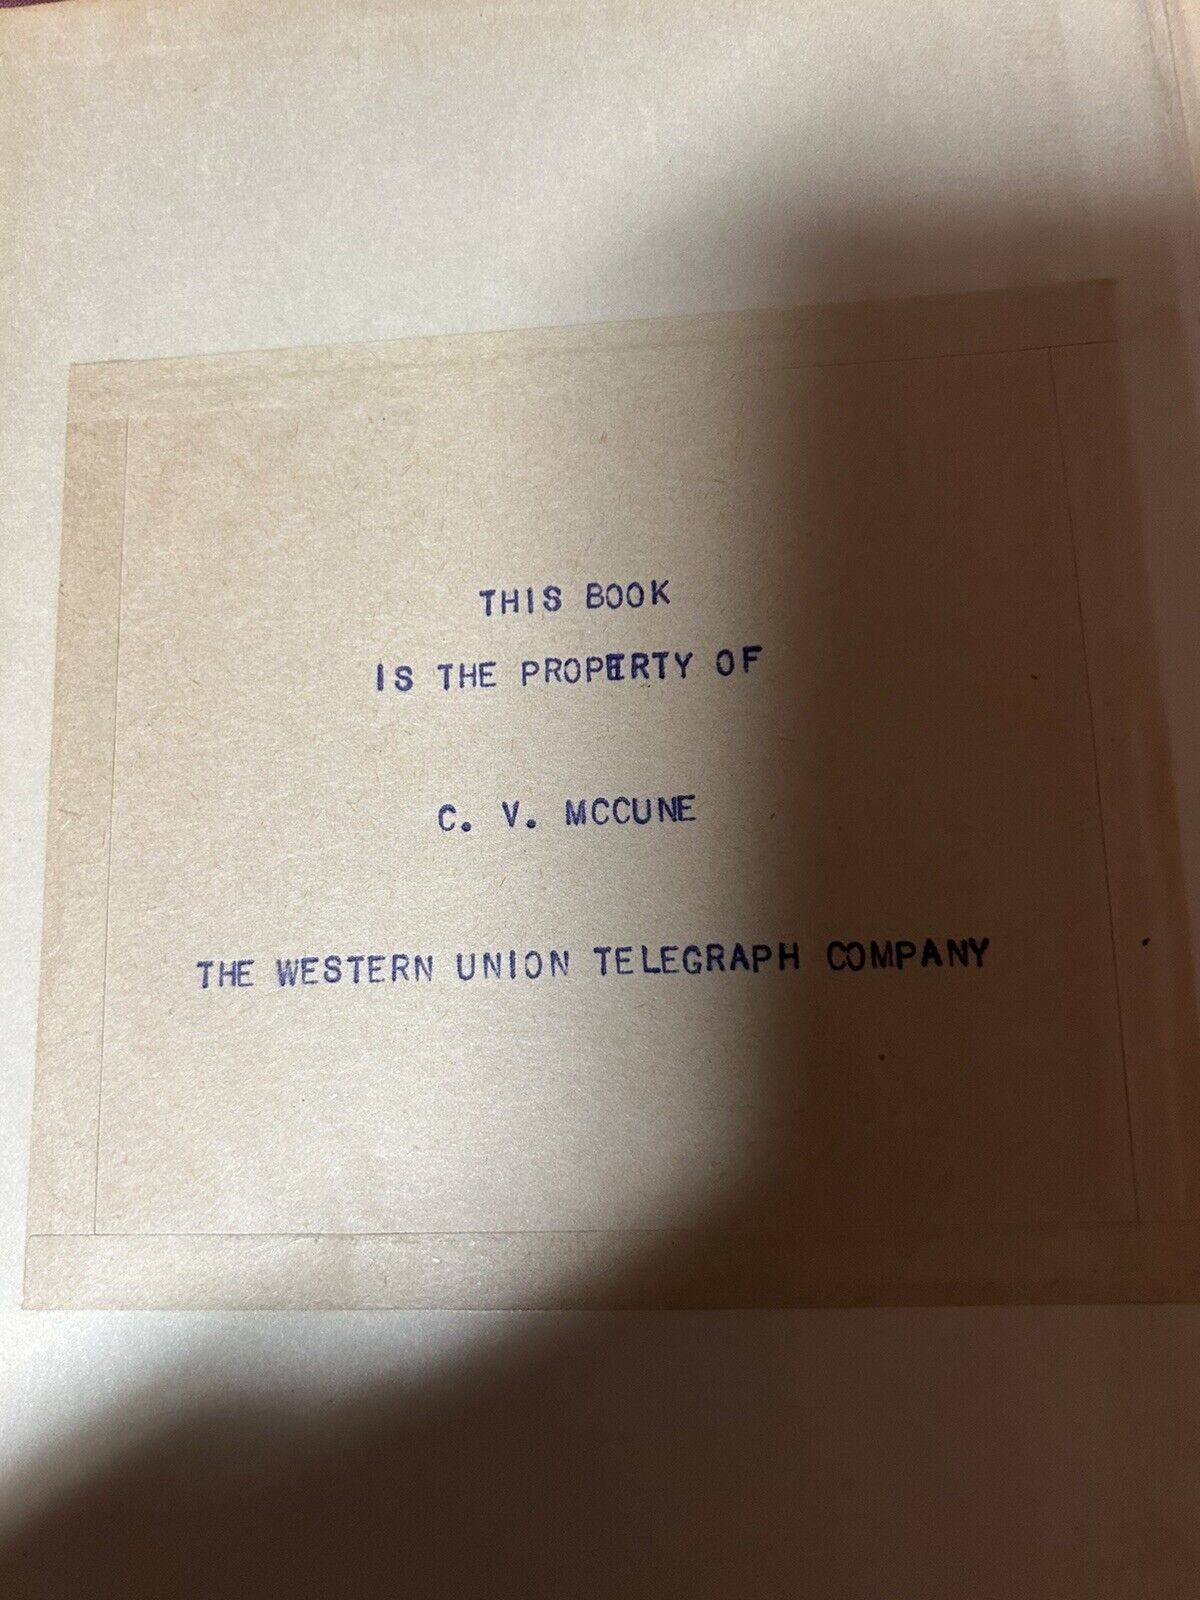 THIS BOOK
IS THE PROPERTY OF
C. V. MCCUNE
THE WESTERN UNION TELEGRAPH COMPANY